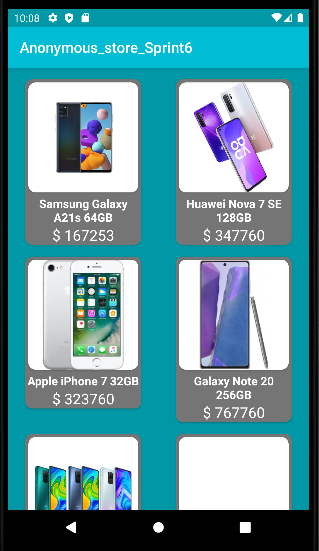 10:08
Anonymous_store_Sprint6
Samsung Galaxy
A21s 64GB
$ 167253
Huawei Nova 7 SE
128GB
$ 347760
Apple iPhone 7 32GB
$ 323760
Galaxy Note 20
256GB
$ 767760